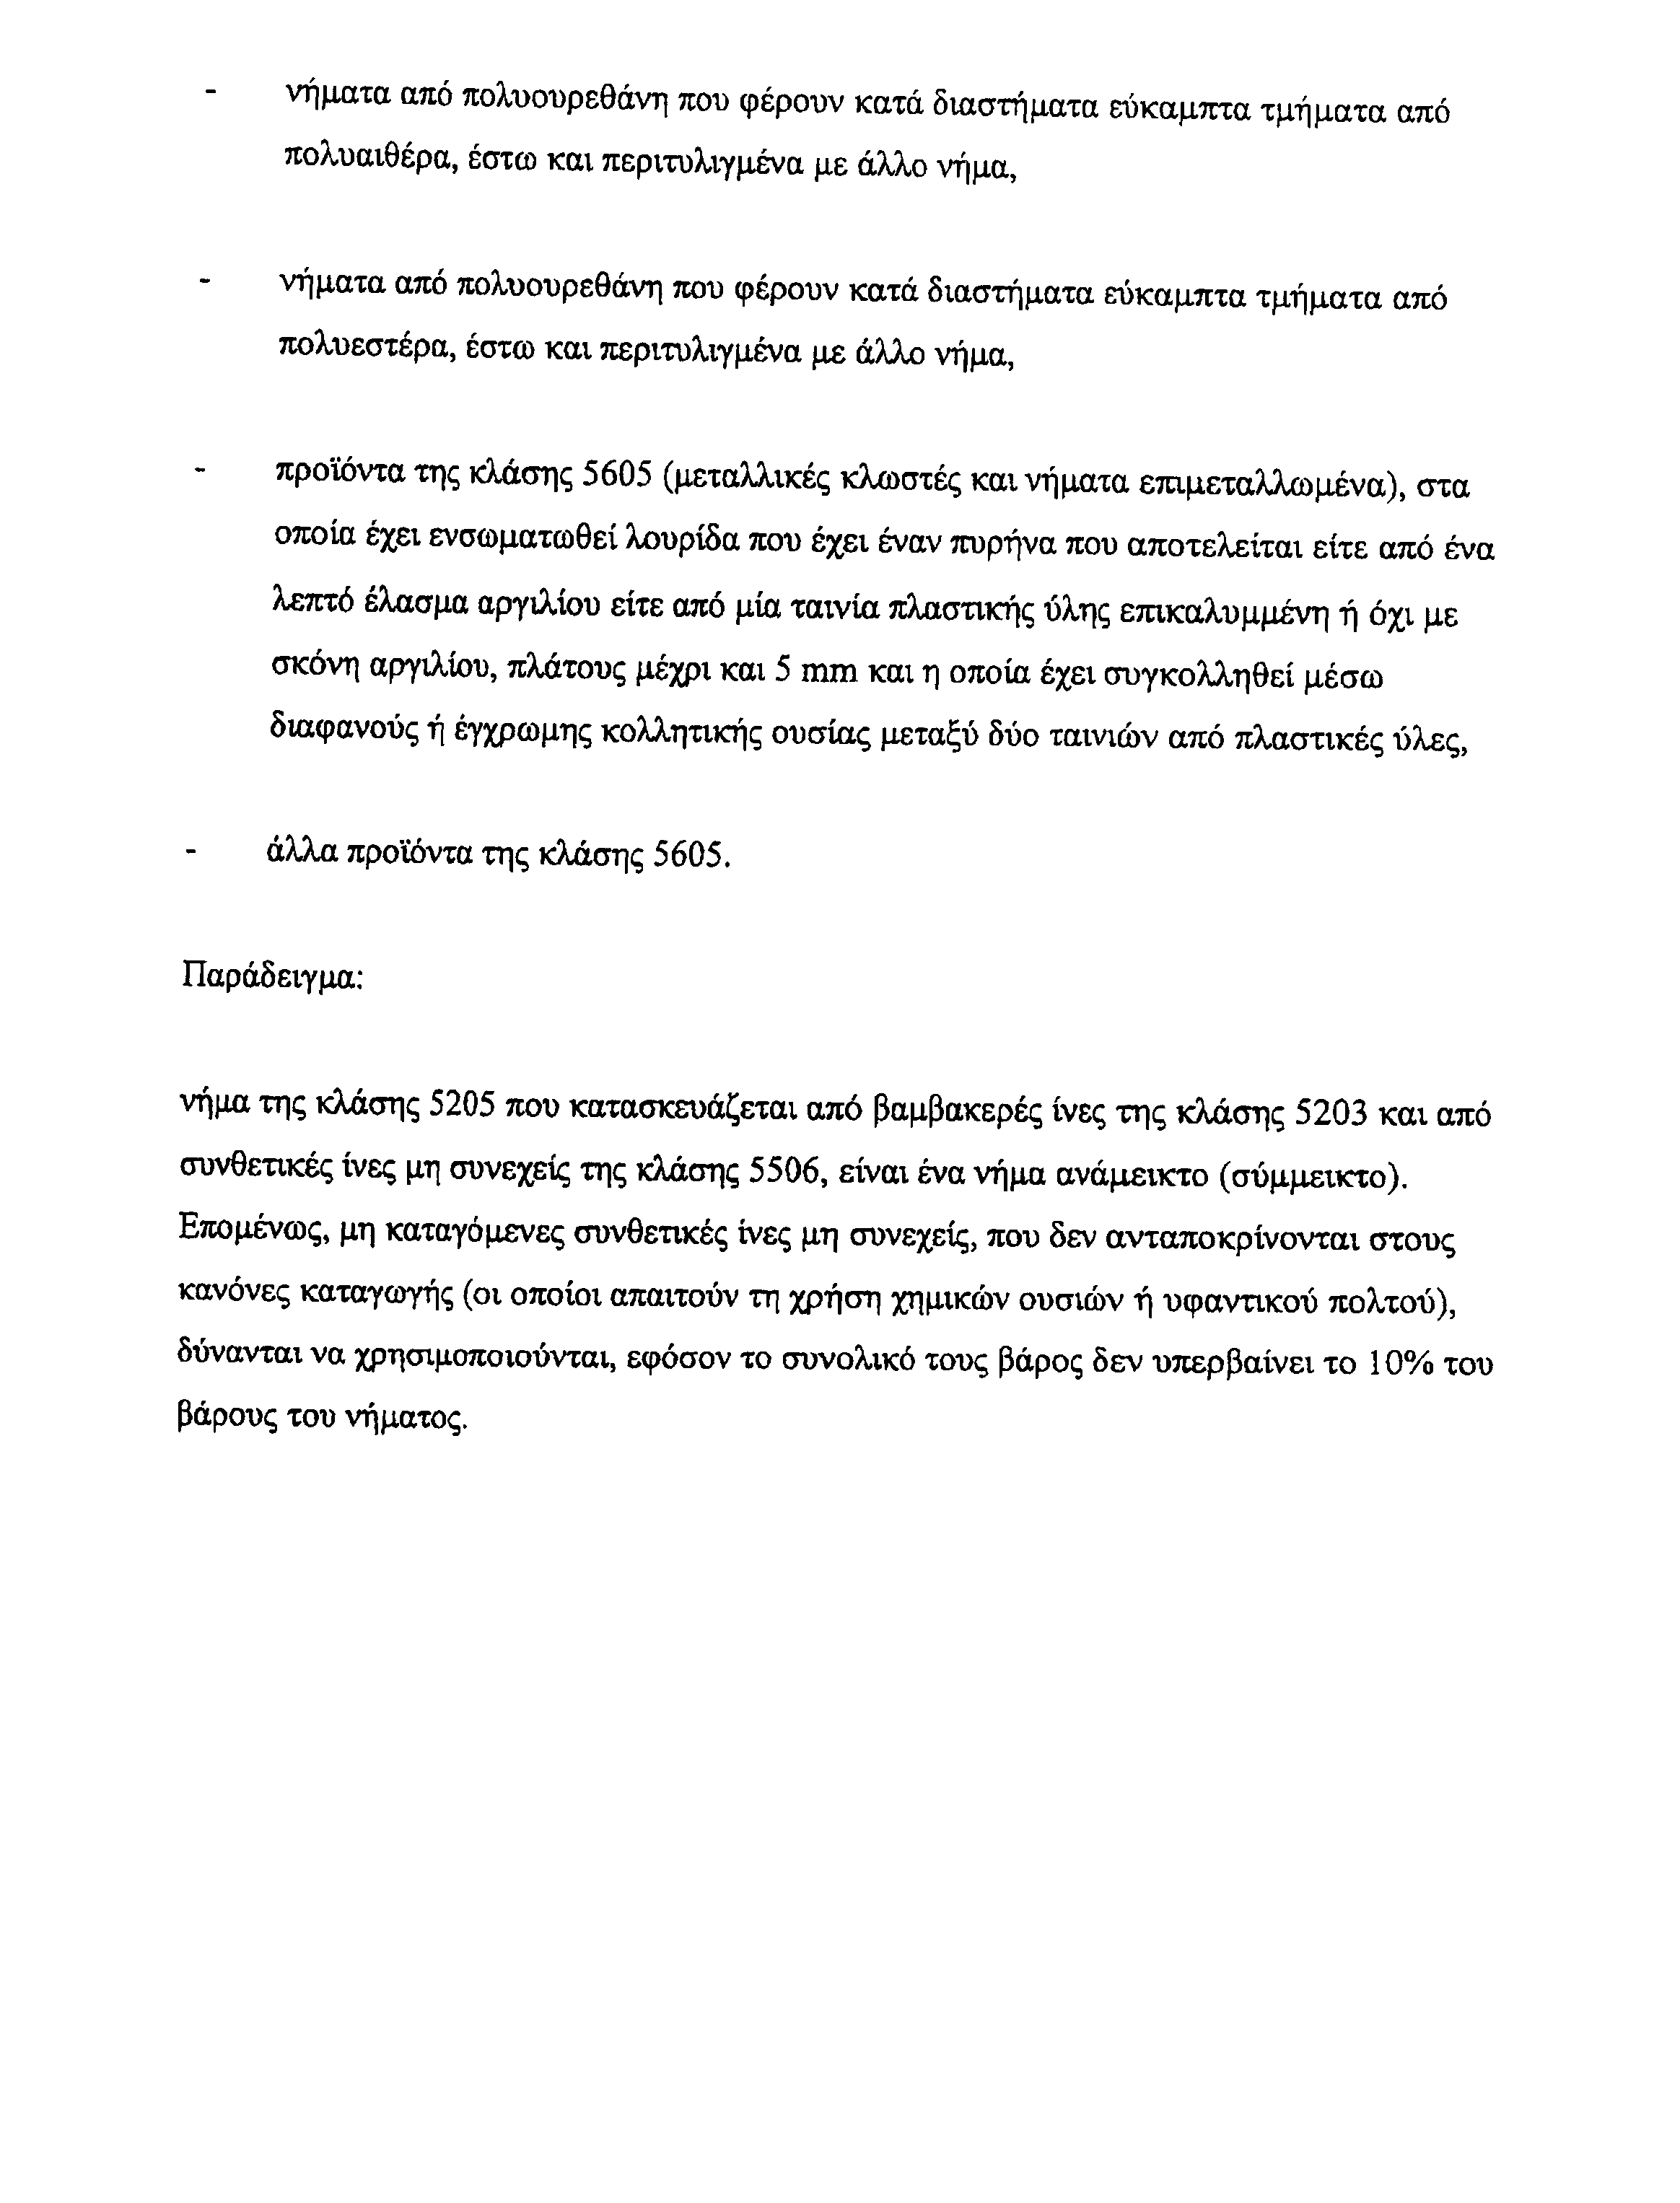 - νήματα από πολυουρεθάνη που φέρουν κατά διαστήματα εύκαμπτα τμήματα από
πολυαιθέρα, έστω και περιτυλιγμένα με άλλο νήμα,
- νήματα από πολυουρεθάνη που φέρουν κατά διαστήματα εύκαμπτα τμήματα από
πολυεστέρα, έστω και περιτυλιγμένα με άλλο νήμα,
- προϊόντα της κλάσης 5605 (μεταλλικές κλωστές και νήματα επιμεταλλωμένα), στα
οποία έχει ενσωματωθεί λουρίδα που έχει έναν πυρήνα που αποτελείται είτε από ένα
λεπτό έλασμα αργιλίου είτε από μία ταινία πλαστικής ύλης επικαλυμμένη ή όχι με
σκόνη αργιλίου, πλάτους μέχρι και 5 mm και η οποία έχει συγκολληθεί μέσω
διαφανούς ή έγχρωμης κολλητικής ουσίας μεταξύ δύο ταινιών από πλαστικές ύλες,
- άλλα προϊόντα της κλάσης 5605.
Παράδειγμα:
νήμα της κλάσης 5205 που κατασκευάζεται από βαμβακερές ίνες της κλάσης 5203 και από
συνθετικές ίνες μη συνεχείς της κλάσης 5506, είναι ένα νήμα ανάμεικτο (σύμμεικτο).
Επομένως, μη καταγόμενες συνθετικές ίνες μη συνεχείς, που δεν ανταποκρίνονται στους
κανόνες καταγωγής (οι οποίοι απαιτούν τη χρήση χημικών ουσιών ή υφαντικού πολτού),
δύνανται να χρησιμοποιούνται, εφόσον το συνολικό τους βάρος δεν υπερβαίνει το 10% του
βάρους του νήματος.